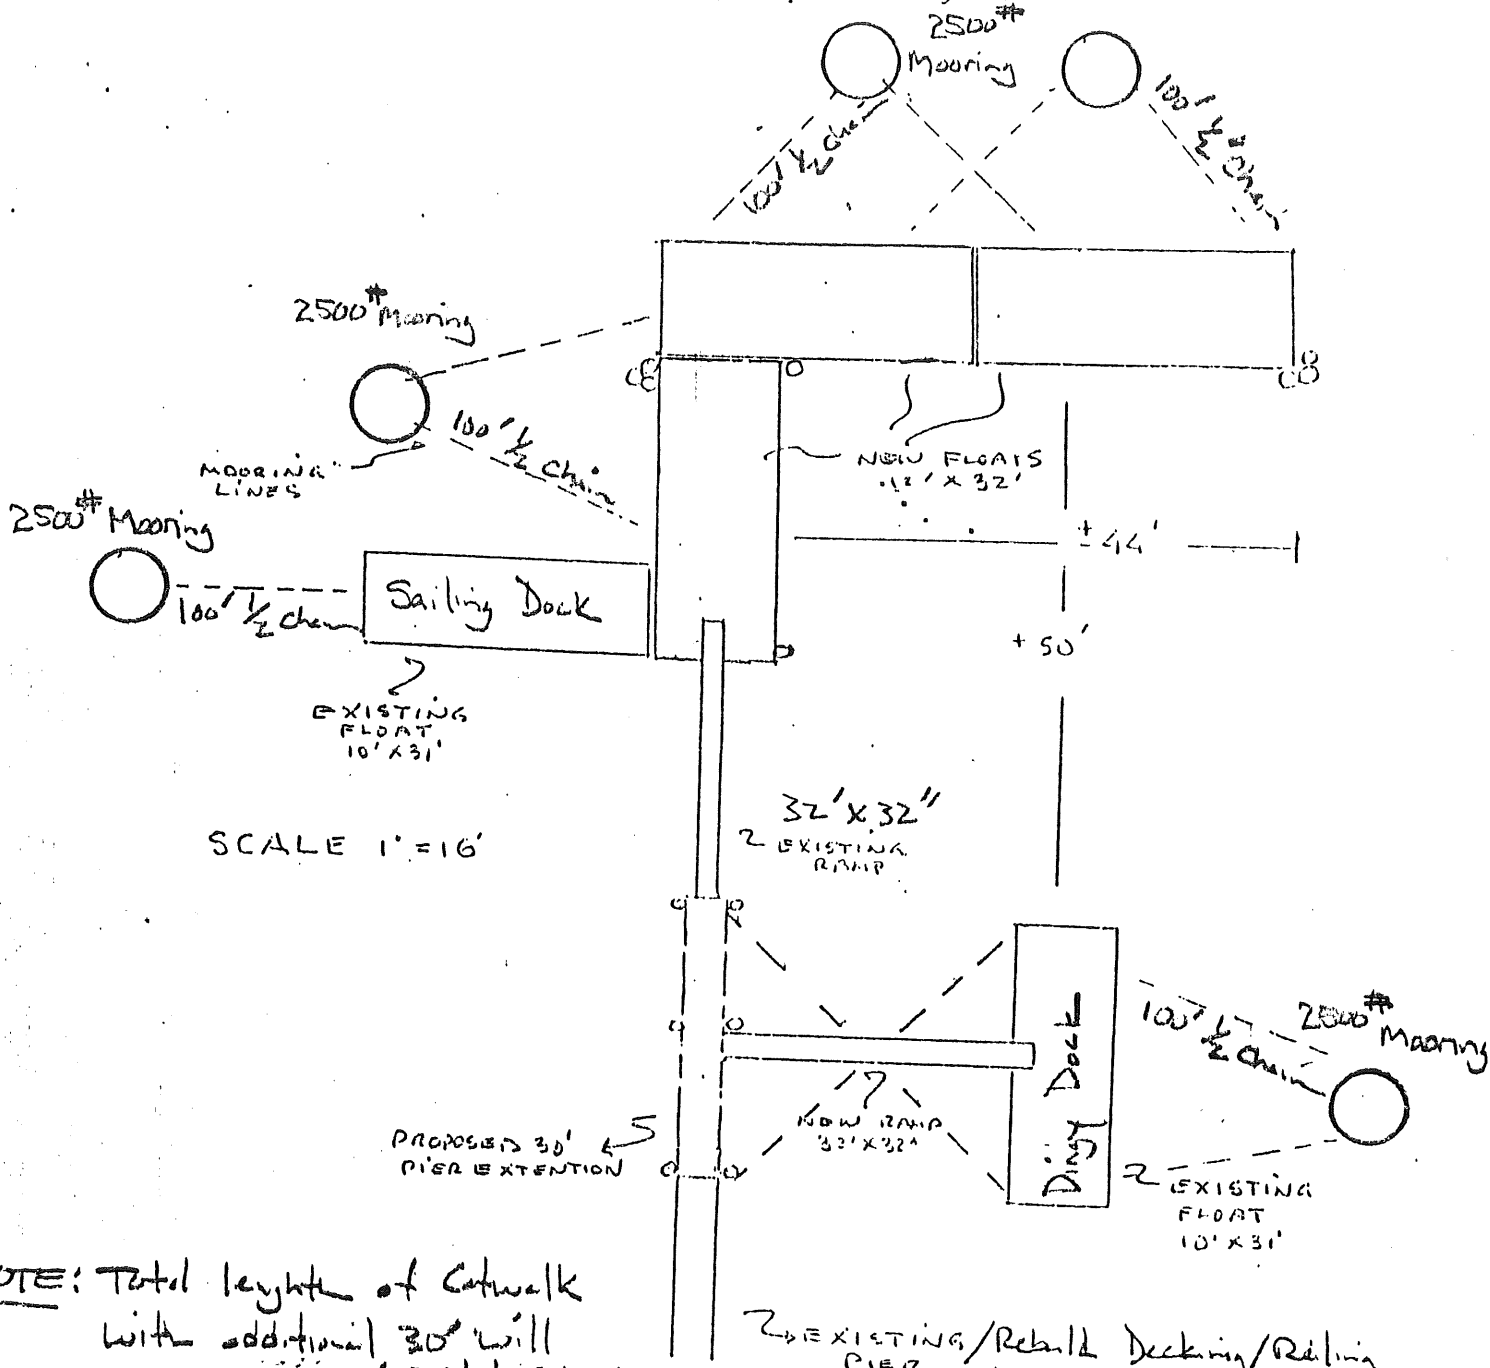 2500#
Mooring
100' 1/2 chain
100' 1/2" Chain
2500# Mooring
100' 1/2 Chain
MOORING
LINES
NEW FLOATS
12' X 32'
2500# Mooring
± 44'
100' 1/2 chain
Sailing Dock
+ 50'
EXISTING
FLOAT
10' X 31'
32' X 32"
EXISTING
RAMP
SCALE 1" = 16'
100' 1/2 Chain
2500#
Mooring
Dingy Dock
NEW RAMP
32' X 32"
PROPOSED 30'
PIER EXTENTION
EXISTING
FLOAT
10' X 31'
OTE: Total lenghth of Catwalk
with additional 30' will
EXISTING/Rebuild Decking/Railing
PIER